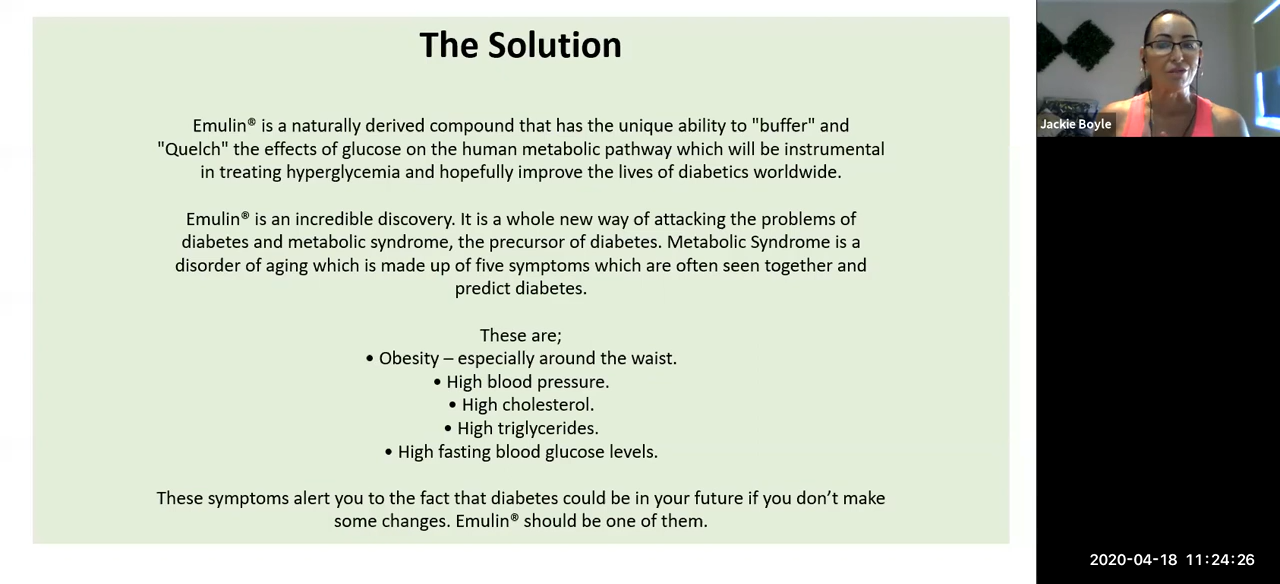 The Solution
Emulin® is a naturally derived compound that has the unique ability to "buffer" and
"Quelch" the effects of glucose on the human metabolic pathway which will be instrumental
in treating hyperglycemia and hopefully improve the lives of diabetics worldwide.
Emulin® is an incredible discovery. It is a whole new way of attacking the problems of
diabetes and metabolic syndrome, the precursor of diabetes. Metabolic Syndrome is a
disorder of aging which is made up of five symptoms which are often seen together and
predict diabetes.
These are;
• Obesity – especially around the waist.
• High blood pressure.
• High cholesterol.
• High triglycerides.
• High fasting blood glucose levels.
These symptoms alert you to the fact that diabetes could be in your future if you don’t make
some changes. Emulin® should be one of them.
Jackie Boyle
2020-04-18 11:24:26